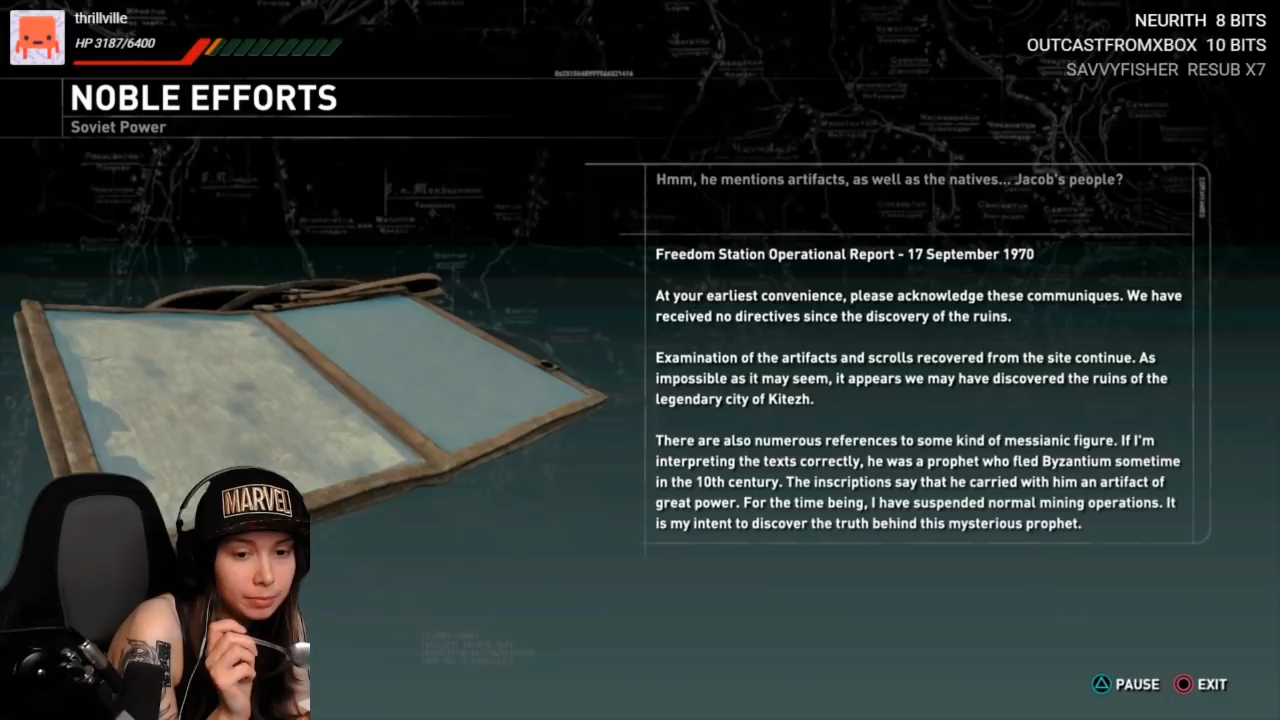 thrillville
HP 3187/6400
NEURITH 8 BITS
OUTCASTFROMXBOX 10 BITS
SAVVYFISHER RESUB X7
NOBLE EFFORTS
Soviet Power
Hmm, he mentions artifacts, as well as the natives... Jacob's people?
Freedom Station Operational Report - 17 September 1970
At your earliest convenience, please acknowledge these communiques. We have
received no directives since the discovery of the ruins.
Examination of the artifacts and scrolls recovered from the site continue. As
impossible as it may seem, it appears we may have discovered the ruins of the
legendary city of Kitezh.
There are also numerous references to some kind of messianic figure. If I'm
interpreting the texts correctly, he was a prophet who fled Byzantium sometime
in the 10th century. The inscriptions say that he carried with him an artifact of
great power. For the time being, I have suspended normal mining operations. It
is my intent to discover the truth behind this mysterious prophet.
MARVEL
PAUSE EXIT